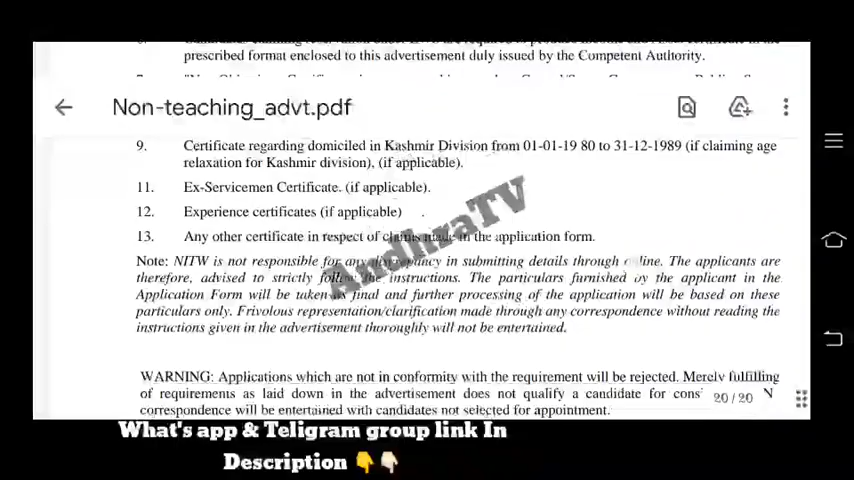 prescribed format enclosed to this advertisement duly issued by the Competent Authority.
Non-teaching_advt.pdf
9. Certificate regarding domiciled in Kashmir Division from 01-01-19 80 to 31-12-1989 (if claiming age
relaxation for Kashmir division), (if applicable).
11. Ex-Servicemen Certificate. (if applicable).
12. Experience certificates (if applicable) .
13. Any other certificate in respect of claims made in the application form.
AndhraTV
Note: NITW is not responsible for any discrepancy in submitting details through online. The applicants are
therefore, advised to strictly follow the instructions. The particulars furnished by the applicant in the
Application Form will be taken as final and further processing of the application will be based on these
particulars only. Frivolous representation/clarification made through any correspondence without reading the
instructions given in the advertisement thoroughly will not be entertained.
WARNING: Applications which are not in conformity with the requirement will be rejected. Merely fulfilling
of requirements as laid down in the advertisement does not qualify a candidate for cons N
20 / 20
correspondence will be entertained with candidates not selected for appointment.
What's app & Teligram group link In
Description 👇👇🏻